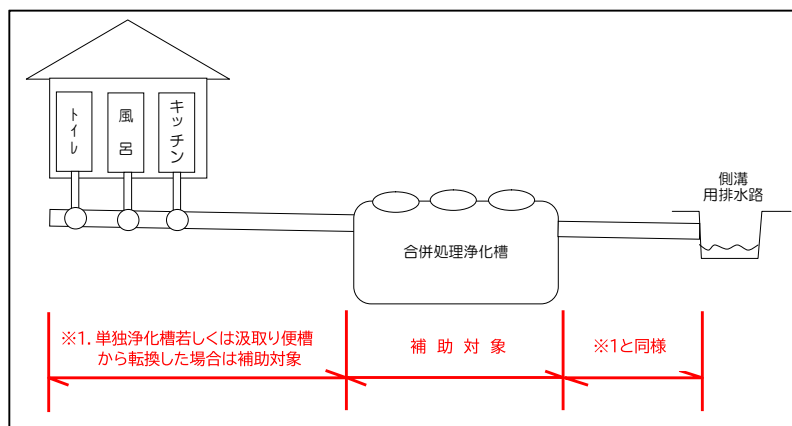 トイレ
風呂
キッチン
側溝
用排水路
合併処理浄化槽
※1. 単独浄化槽若しくは汲取り便槽
から転換した場合は補助対象
補助対象
※1と同様